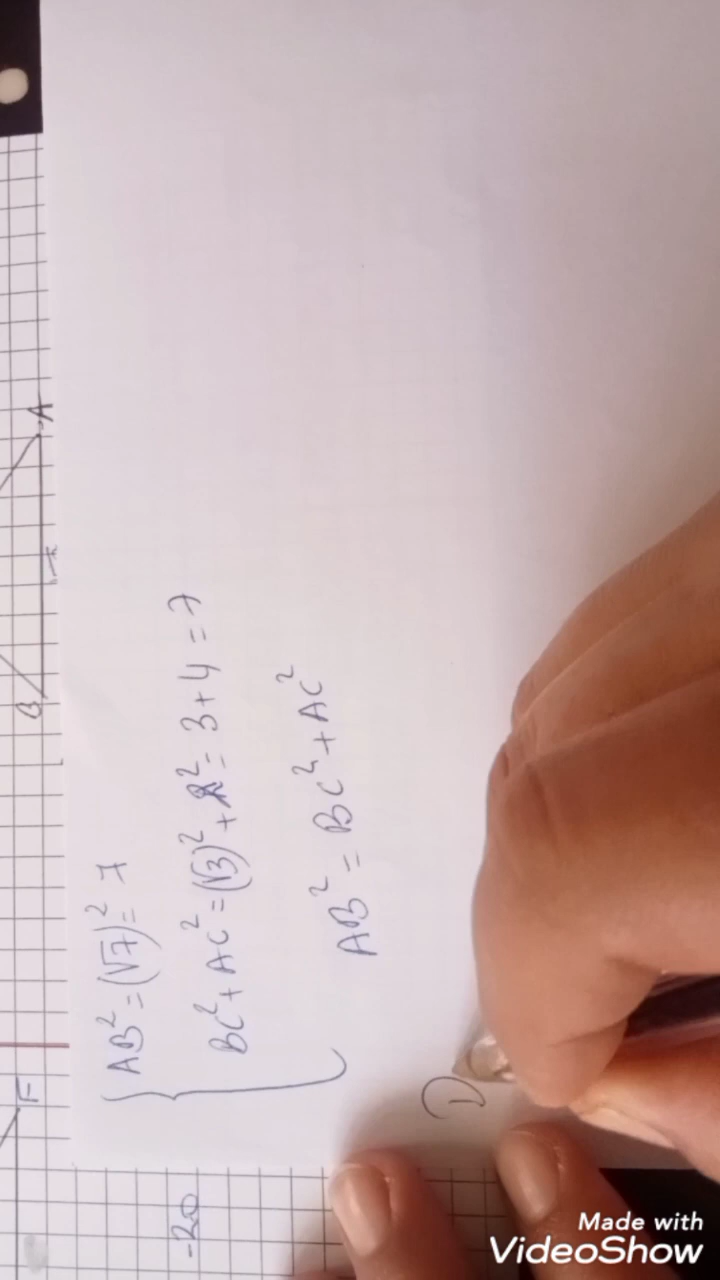 AB² = (√7)² = 7
BC² + AC² = (√3)² + 2² = 3 + 4 = 7
AB² = BC² + AC²
D
B
A
F
-20
Made with
VideoShow